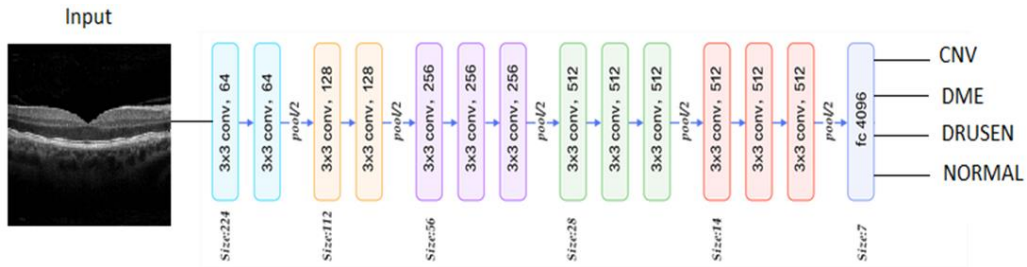 Input
3x3 conv, 64
3x3 conv, 64
pool/2
3x3 conv, 128
3x3 conv, 128
pool/2
3x3 conv, 256
3x3 conv, 256
3x3 conv, 256
pool/2
3x3 conv, 512
3x3 conv, 512
3x3 conv, 512
pool/2
3x3 conv, 512
3x3 conv, 512
3x3 conv, 512
pool/2
fc 4096
CNV
DME
DRUSEN
NORMAL
Size:224
Size:112
Size:56
Size:28
Size:14
Size:7